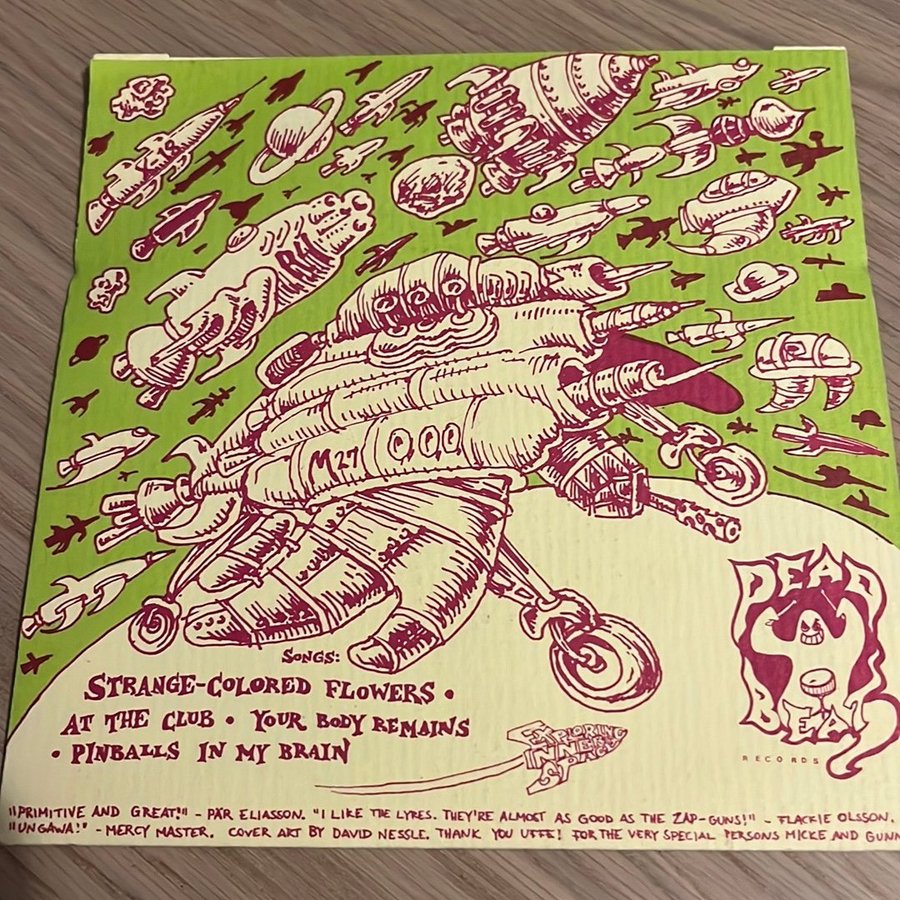 M27
SONGS:
STRANGE-COLORED FLOWERS •
AT THE CLUB • YOUR BODY REMAINS
• PINBALLS IN MY BRAIN
EXPLORING
INNER
SPACE
DEAD
BEAT
RECORDS
"PRIMITIVE AND GREAT!" - PÄR ELIASSON. "I LIKE THE LYRES. THEY'RE ALMOST AS GOOD AS THE ZAP-GUNS!" - FLACKIE OLSSON.
"UNGAWA!" - MERCY MASTER. COVER ART BY DAVID NESSLE. THANK YOU UFFE! FOR THE VERY SPECIAL PERSONS MICKE AND GUNN